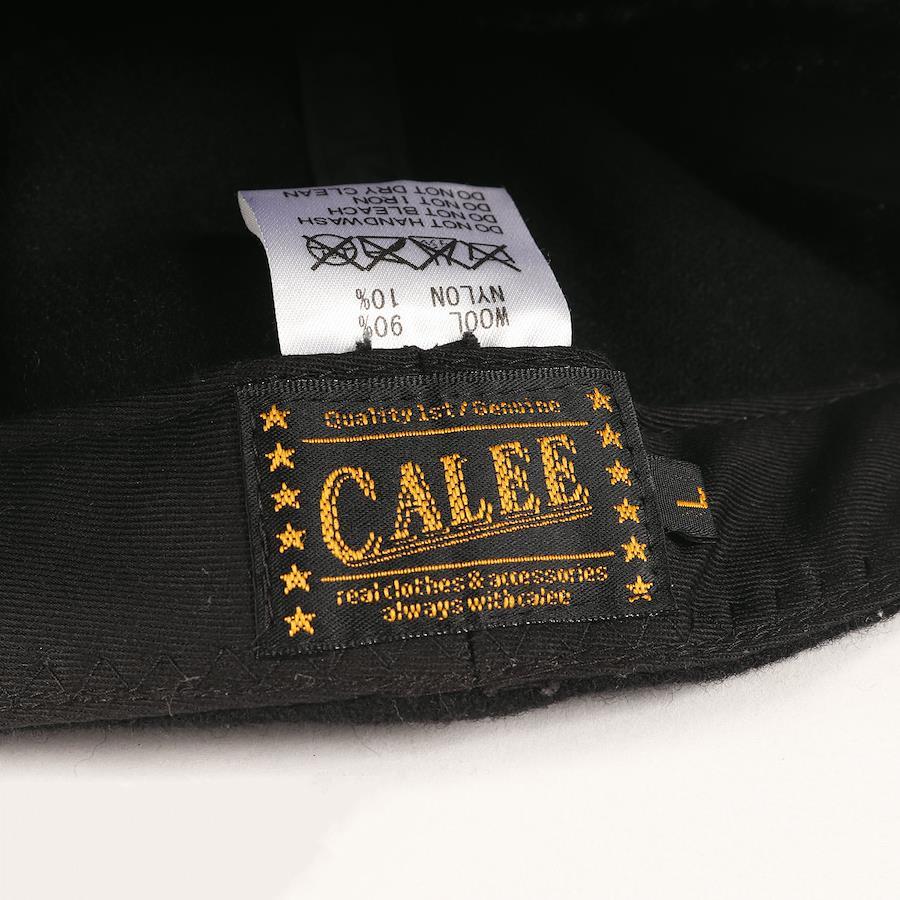 Quality 1st/Genuine
CALEE
real clothes & accessories
always with calee
L
WOOL 90%
NYLON 10%
DO NOT HANDWASH
DO NOT BLEACH
DO NOT IRON
DO NOT DRY CLEAN